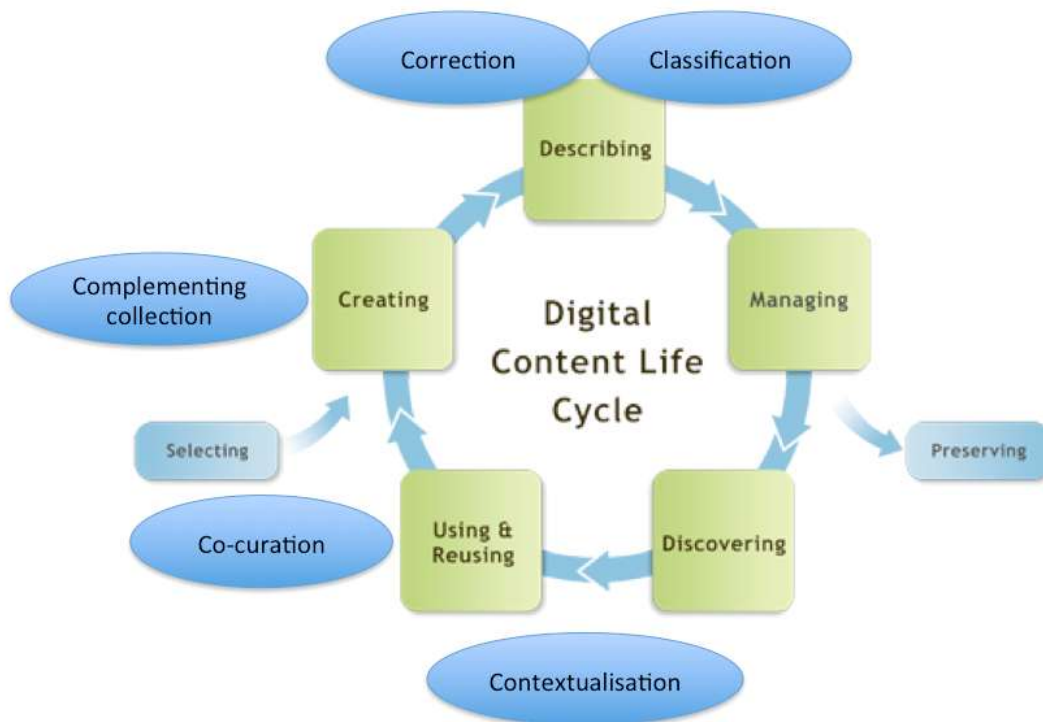 Correction
Classification
Describing
Complementing
collection
Creating
Managing
Digital
Content Life
Cycle
Selecting
Preserving
Co-curation
Using &
Reusing
Discovering
Contextualisation